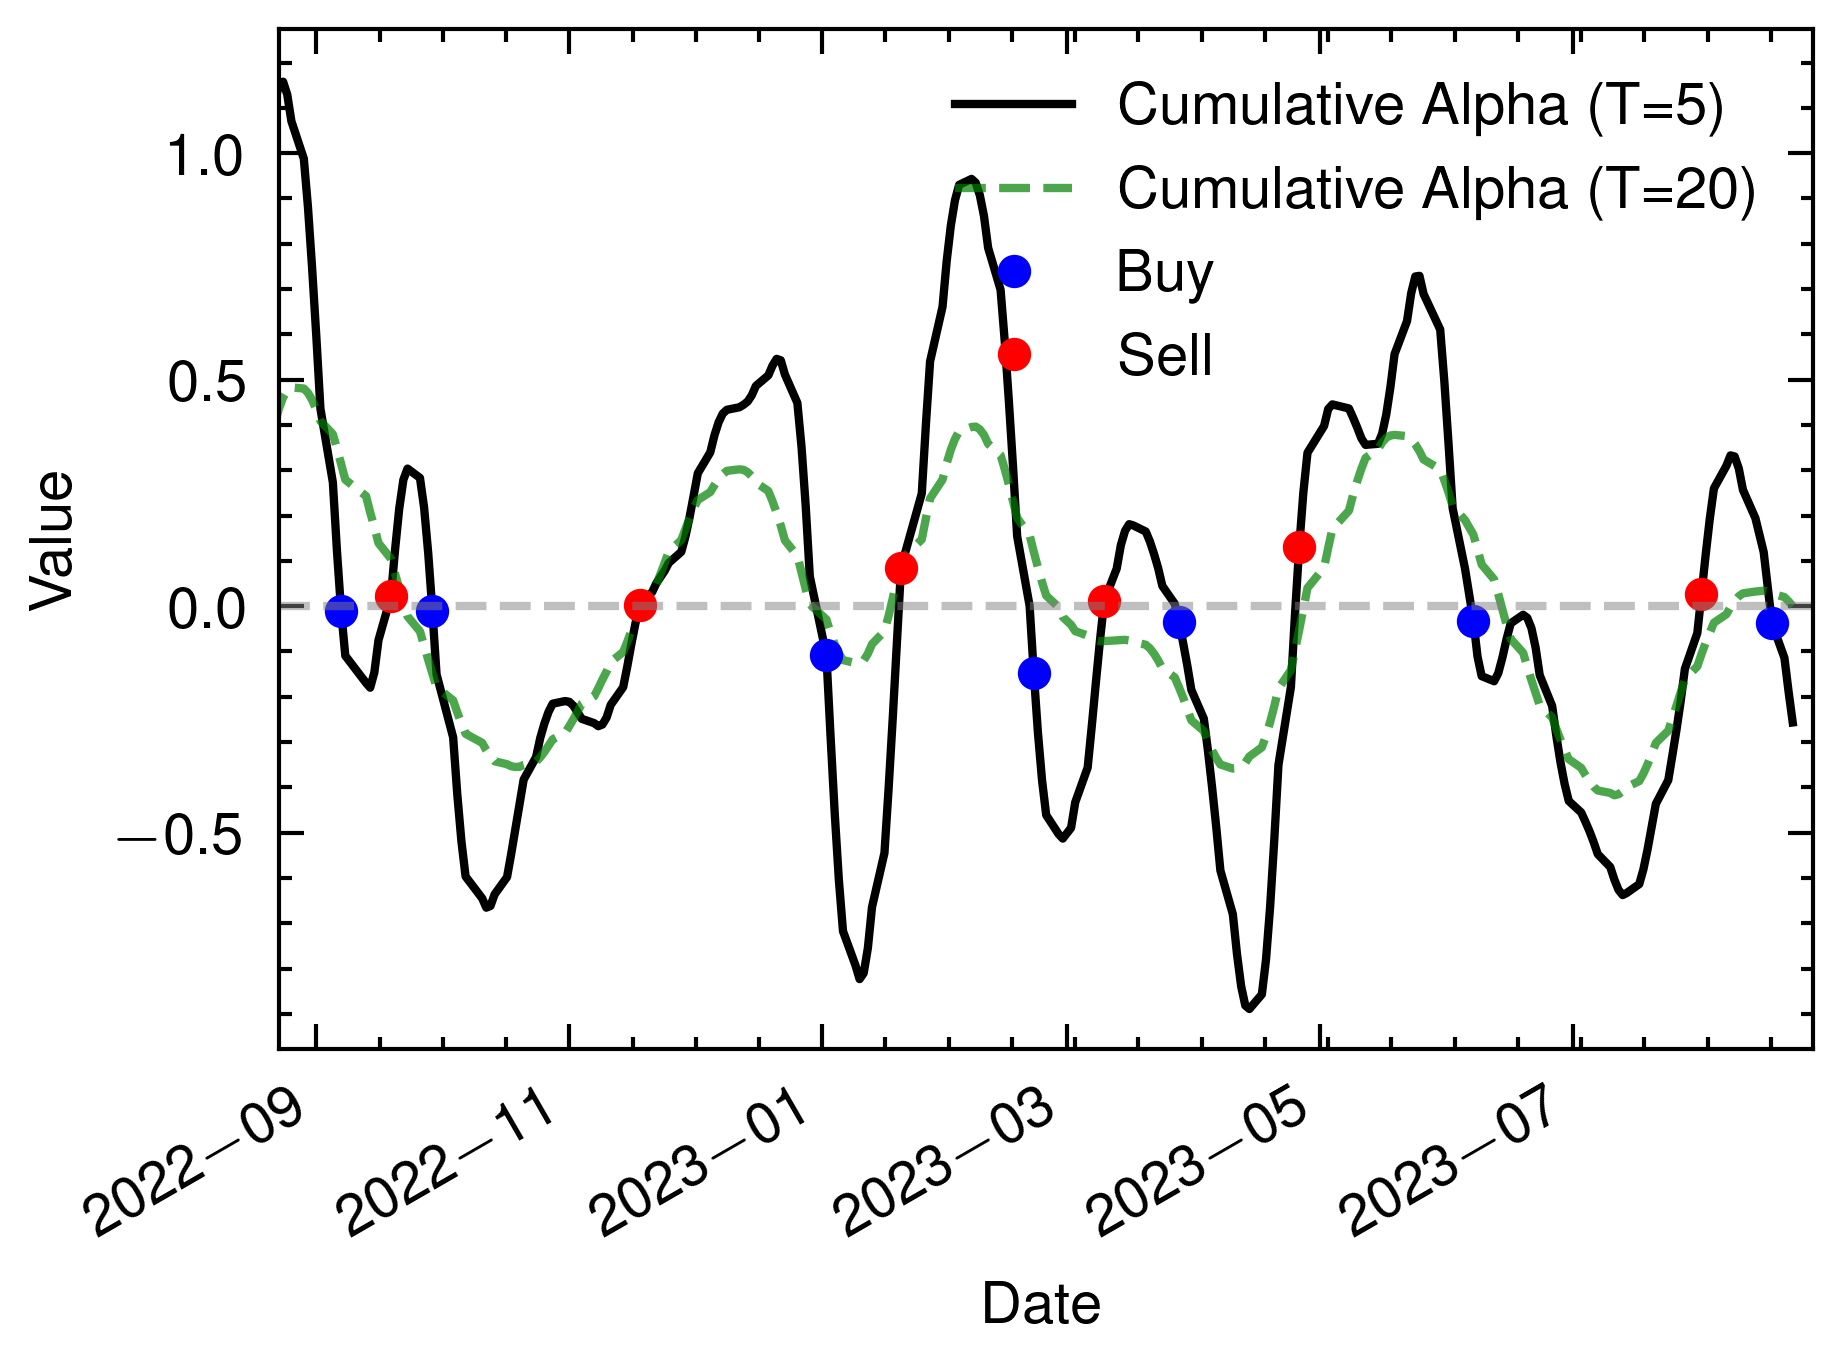 Cumulative Alpha (T=5)
Cumulative Alpha (T=20)
Buy
Sell
1.0
0.5
0.0
−0.5
Value
2022−09
2022−11
2023−01
2023−03
2023−05
2023−07
Date